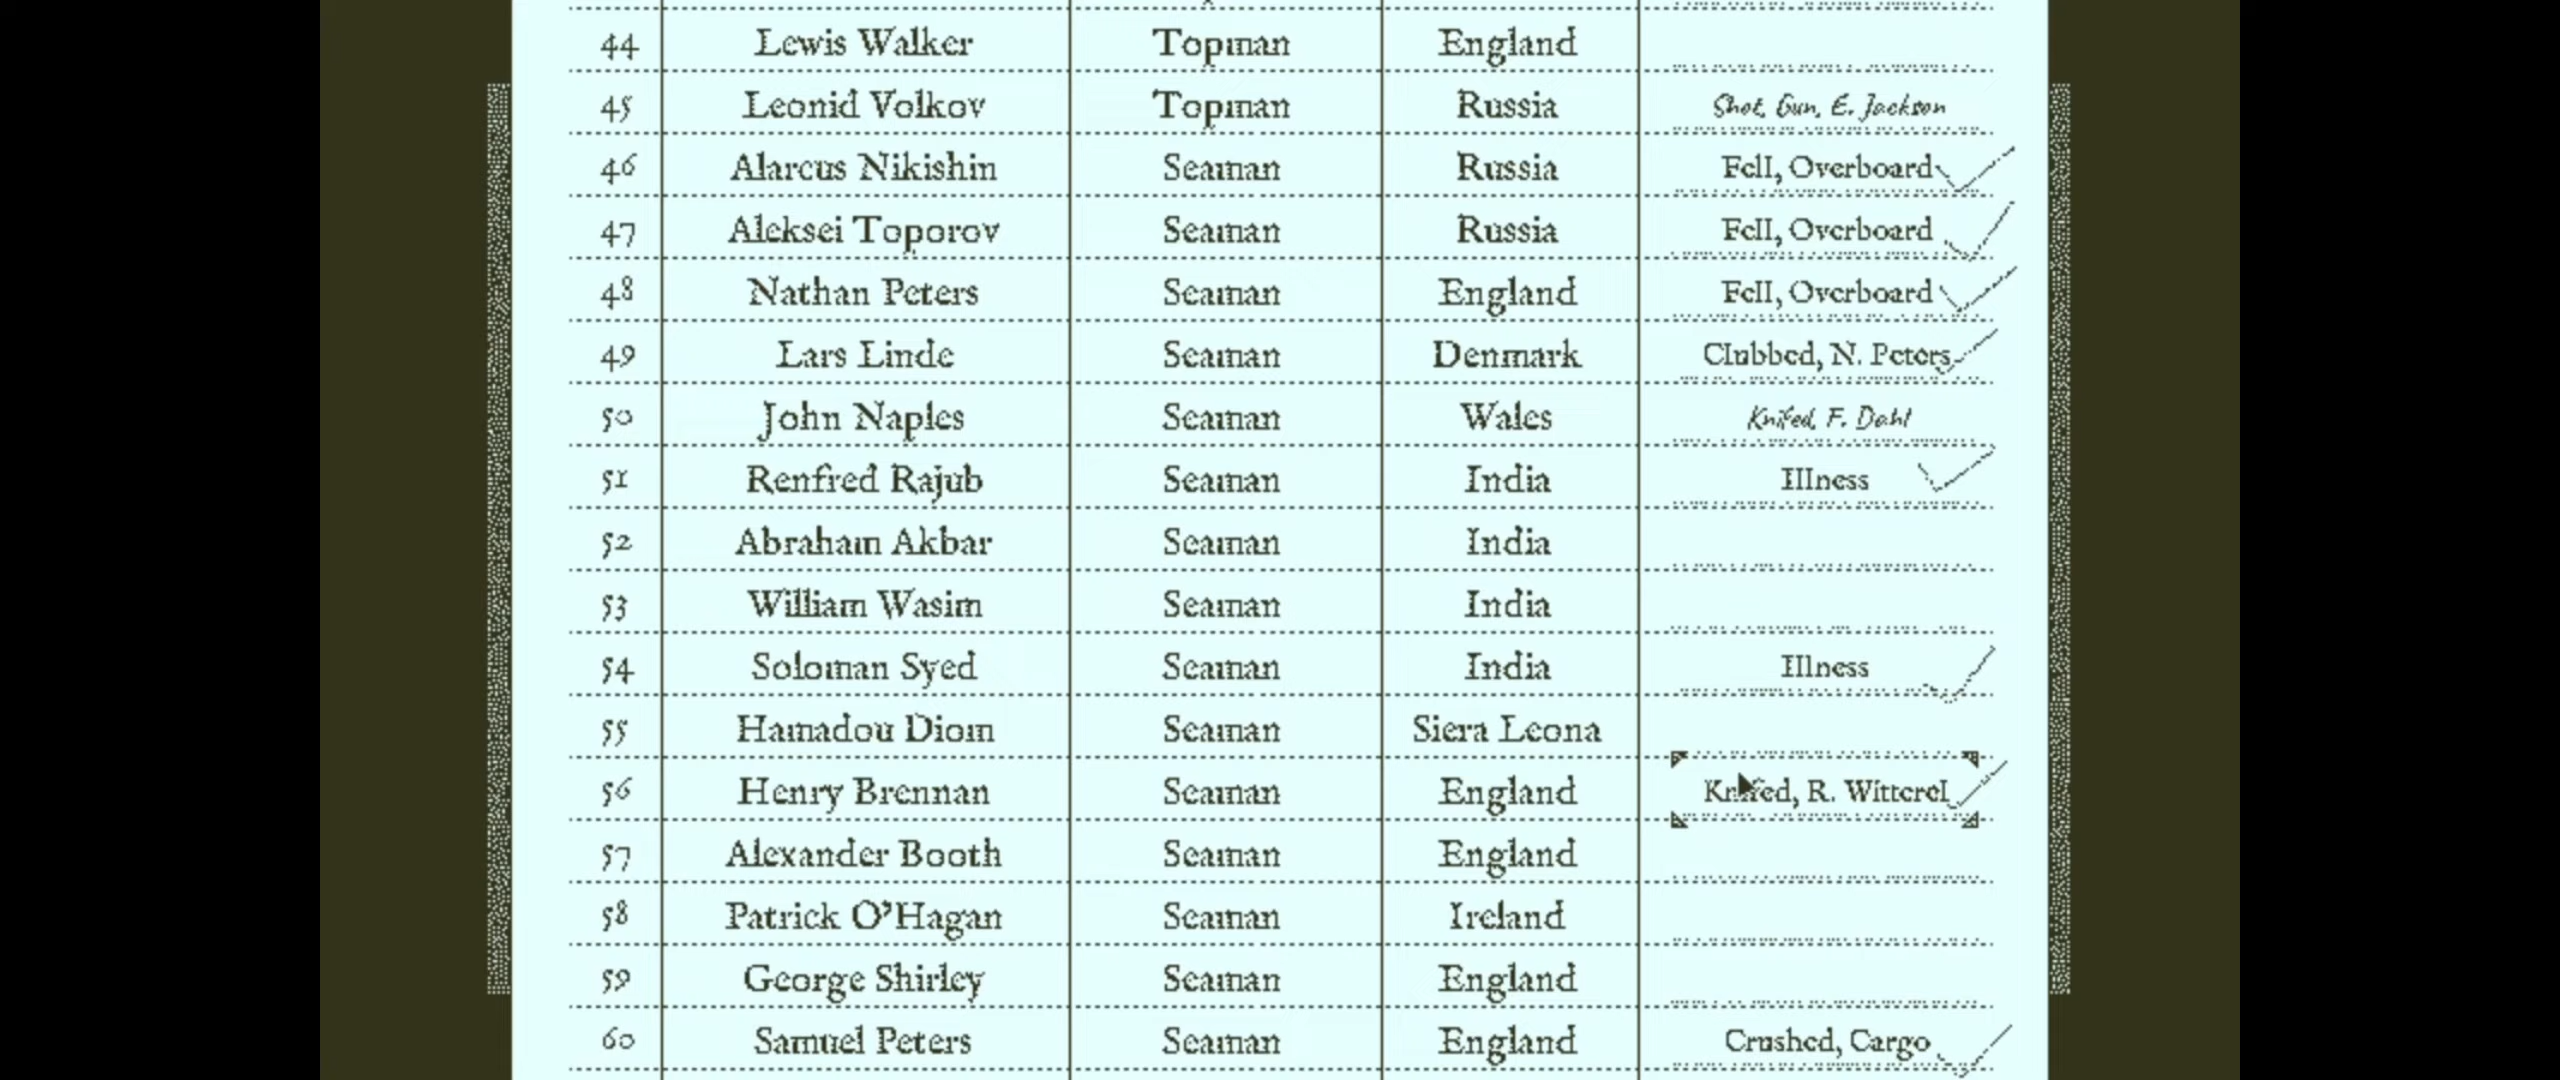 44 Lewis Walker Topman England
45 Leonid Volkov Topman Russia Shot, Gun, E. Jackson
46 Alarcus Nikishin Seaman Russia Fell, Overboard
47 Aleksei Toporov Seaman Russia Fell, Overboard
48 Nathan Peters Seaman England Fell, Overboard
49 Lars Linde Seaman Denmark Clubbed, N. Peters
50 John Naples Seaman Wales Knifed, F. Dahl
51 Renfred Rajub Seaman India Illness
52 Abraham Akbar Seaman India
53 William Wasim Seaman India
54 Soloman Syed Seaman India Illness
55 Hamadou Diom Seaman Siera Leona
56 Henry Brennan Seaman England Knifed, R. Witterel
57 Alexander Booth Seaman England
58 Patrick O'Hagan Seaman Ireland
59 George Shirley Seaman England
60 Samuel Peters Seaman England Crushed, Cargo